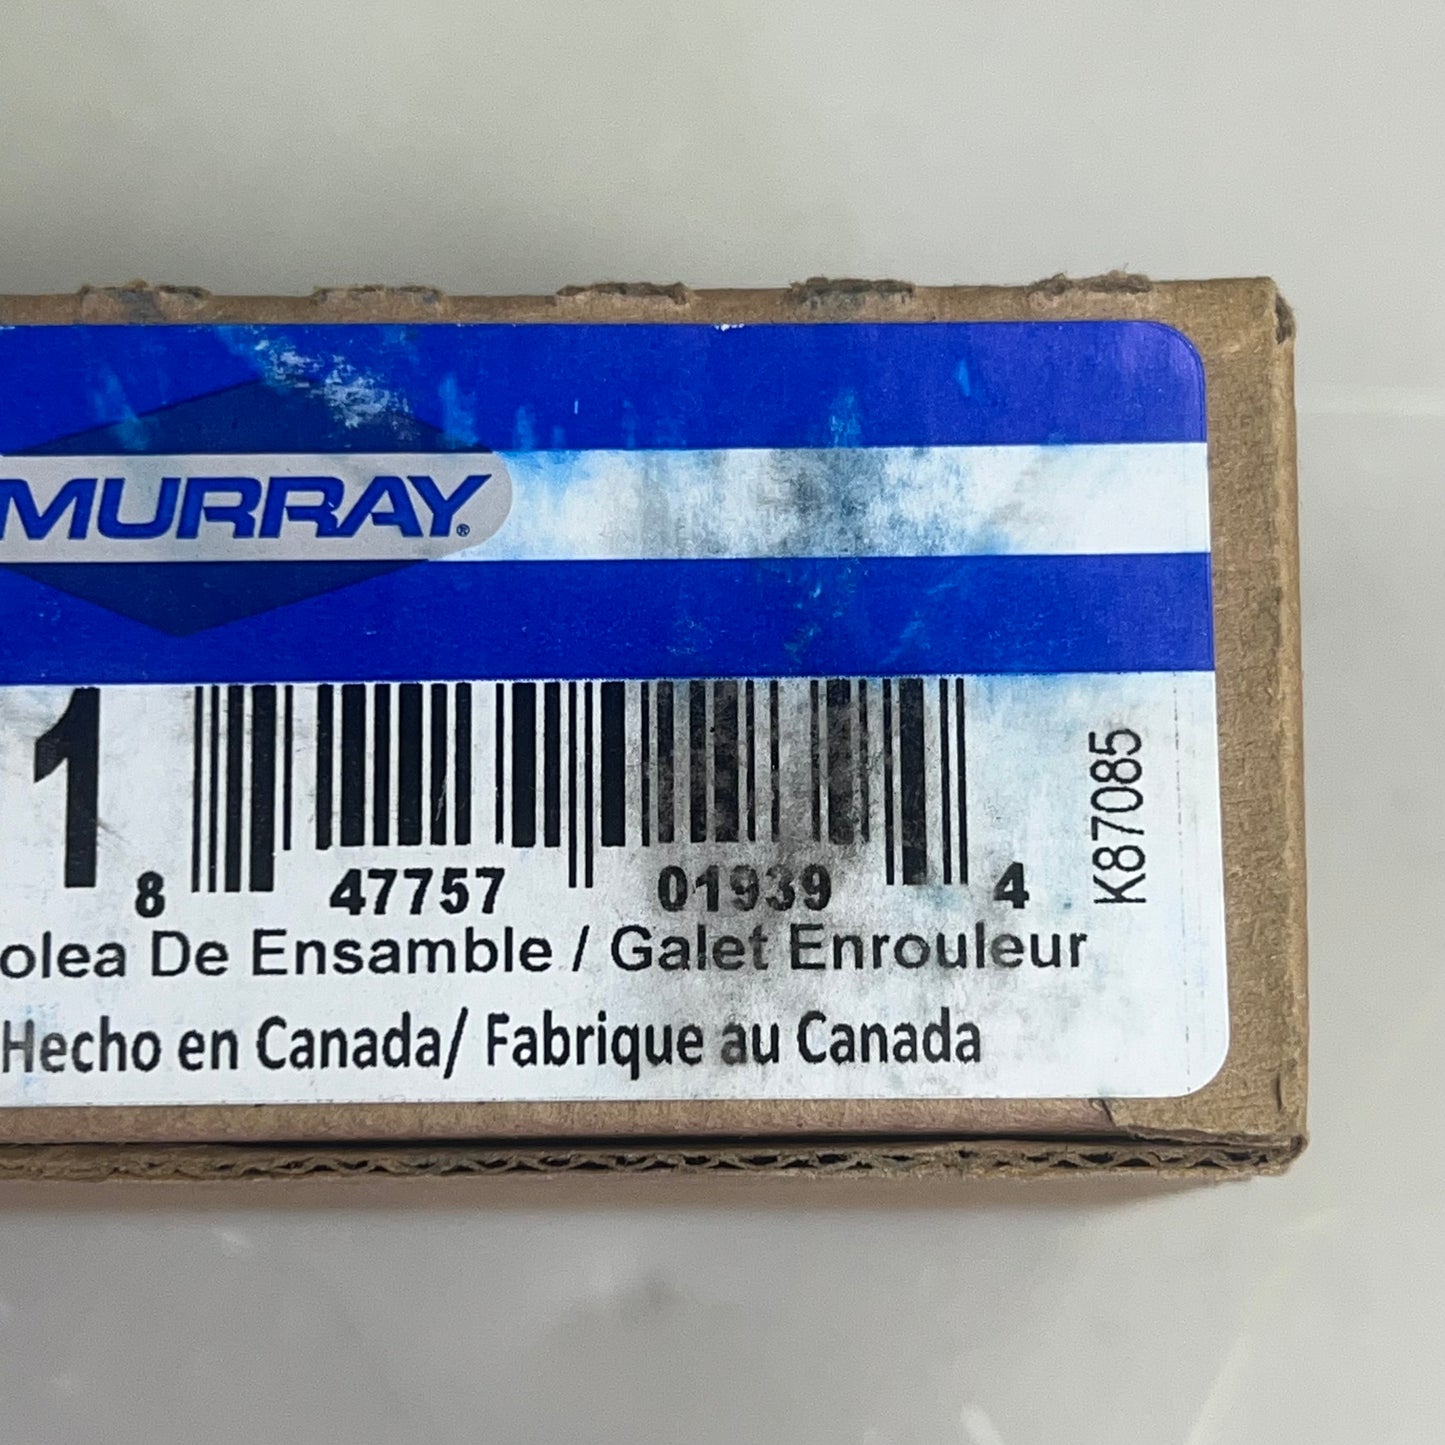 MURRAY®
1
8 47757 01939 4
K87085
olea De Ensamble / Galet Enrouleur
Hecho en Canada/ Fabrique au Canada